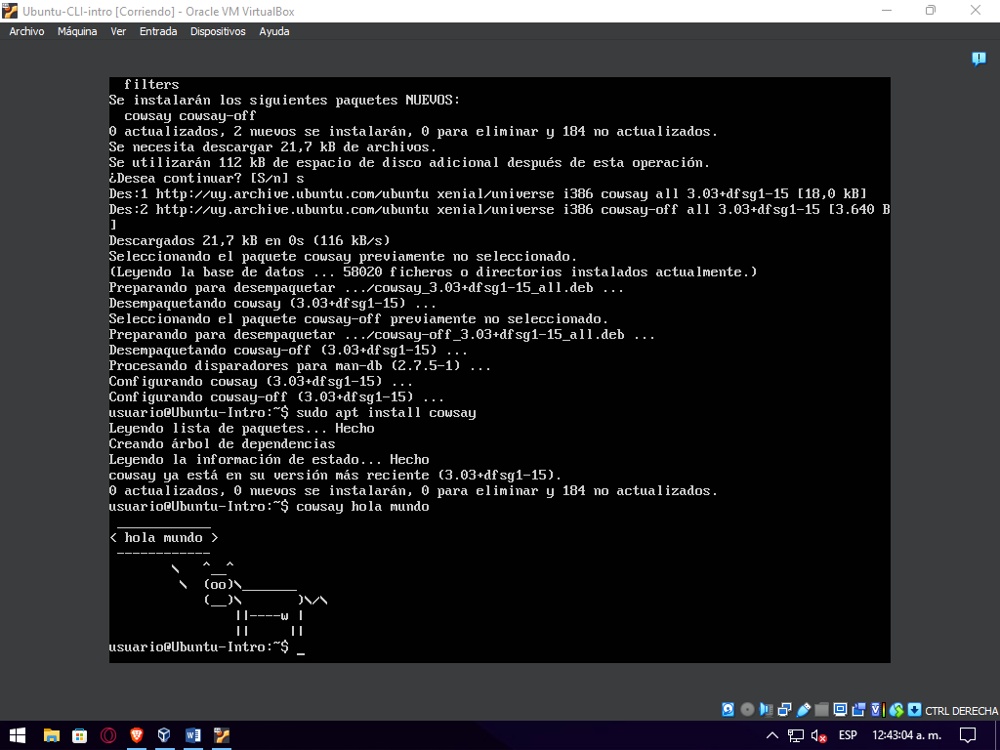 Ubuntu-CLI-intro [Corriendo] - Oracle VM VirtualBox
Archivo Máquina Ver Entrada Dispositivos Ayuda
filters
Se instalarán los siguientes paquetes NUEVOS:
cowsay cowsay-off
0 actualizados, 2 nuevos se instalarán, 0 para eliminar y 184 no actualizados.
Se necesita descargar 21,7 kB de archivos.
Se utilizarán 112 kB de espacio de disco adicional después de esta operación.
¿Desea continuar? [S/n] s
Des:1 http://uy.archive.ubuntu.com/ubuntu xenial/universe i386 cowsay all 3.03+dfsg1-15 [18,0 kB]
Des:2 http://uy.archive.ubuntu.com/ubuntu xenial/universe i386 cowsay-off all 3.03+dfsg1-15 [3.640 B
]
Descargados 21,7 kB en 0s (116 kB/s)
Seleccionando el paquete cowsay previamente no seleccionado.
(Leyendo la base de datos ... 58020 ficheros o directorios instalados actualmente.)
Preparando para desempaquetar .../cowsay_3.03+dfsg1-15_all.deb ...
Desempaquetando cowsay (3.03+dfsg1-15) ...
Seleccionando el paquete cowsay-off previamente no seleccionado.
Preparando para desempaquetar .../cowsay-off_3.03+dfsg1-15_all.deb ...
Desempaquetando cowsay-off (3.03+dfsg1-15) ...
Procesando disparadores para man-db (2.7.5-1) ...
Configurando cowsay (3.03+dfsg1-15) ...
Configurando cowsay-off (3.03+dfsg1-15) ...
usuario@Ubuntu-Intro:~$ sudo apt install cowsay
Leyendo lista de paquetes... Hecho
Creando árbol de dependencias
Leyendo la información de estado... Hecho
cowsay ya está en su versión más reciente (3.03+dfsg1-15).
0 actualizados, 0 nuevos se instalarán, 0 para eliminar y 184 no actualizados.
usuario@Ubuntu-Intro:~$ cowsay hola mundo
 ____________
< hola mundo >
 ------------
        \   ^__^
         \  (oo)\_______
            (__)\       )\/\
                ||----w |
                ||     ||
usuario@Ubuntu-Intro:~$ _
CTRL DERECHA
ESP 12:43:04 a. m.